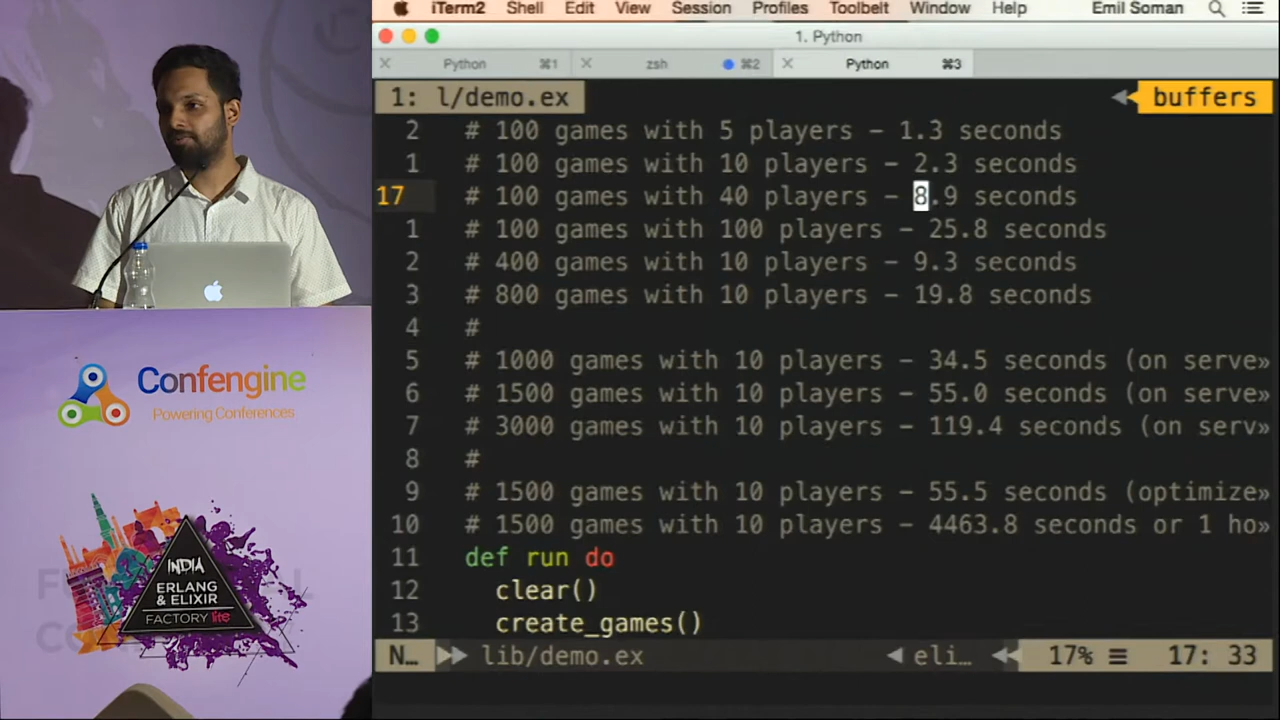 iTerm2 Shell Edit View Session Profiles Toolbelt Window Help Emil Soman
1. Python
Python ⌘1 zsh ⌘2 Python ⌘3
1: l/demo.ex buffers
2 # 100 games with 5 players - 1.3 seconds
1 # 100 games with 10 players - 2.3 seconds
17 # 100 games with 40 players - 8.9 seconds
1 # 100 games with 100 players - 25.8 seconds
2 # 400 games with 10 players - 9.3 seconds
3 # 800 games with 10 players - 19.8 seconds
4 #
5 # 1000 games with 10 players - 34.5 seconds (on serve»
6 # 1500 games with 10 players - 55.0 seconds (on serve»
7 # 3000 games with 10 players - 119.4 seconds (on serv»
8 #
9 # 1500 games with 10 players - 55.5 seconds (optimize»
10 # 1500 games with 10 players - 4463.8 seconds or 1 ho»
11 def run do
12 clear()
13 create_games()
N… lib/demo.ex eli… 17% ≡ 17: 33
Confengine
Powering Conferences
INDIA
ERLANG
& ELIXIR
FACTORY lite